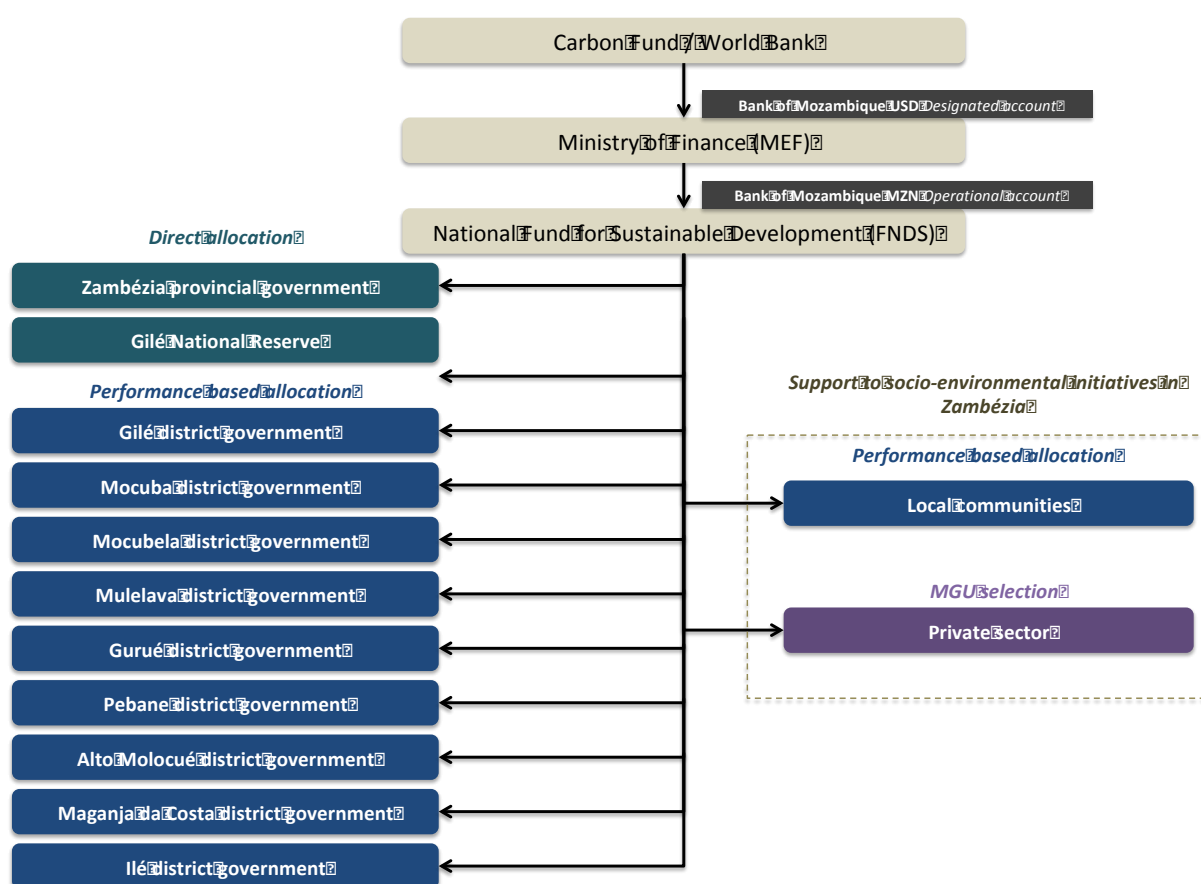 Carbon Fund / World Bank
Bank of Mozambique USD Designated account
Ministry of Finance (MEF)
Bank of Mozambique MZN Operational account
National Fund for Sustainable Development (FNDS)
Direct allocation
Zambézia provincial government
Gilé National Reserve
Performance based allocation
Gilé district government
Mocuba district government
Mocubela district government
Mulelava district government
Gurué district government
Pebane district government
Alto Molocué district government
Maganja da Costa district government
Ilé district government
Support to socio-environmental initiatives in
Zambézia
Performance based allocation
Local communities
MGU selection
Private sector